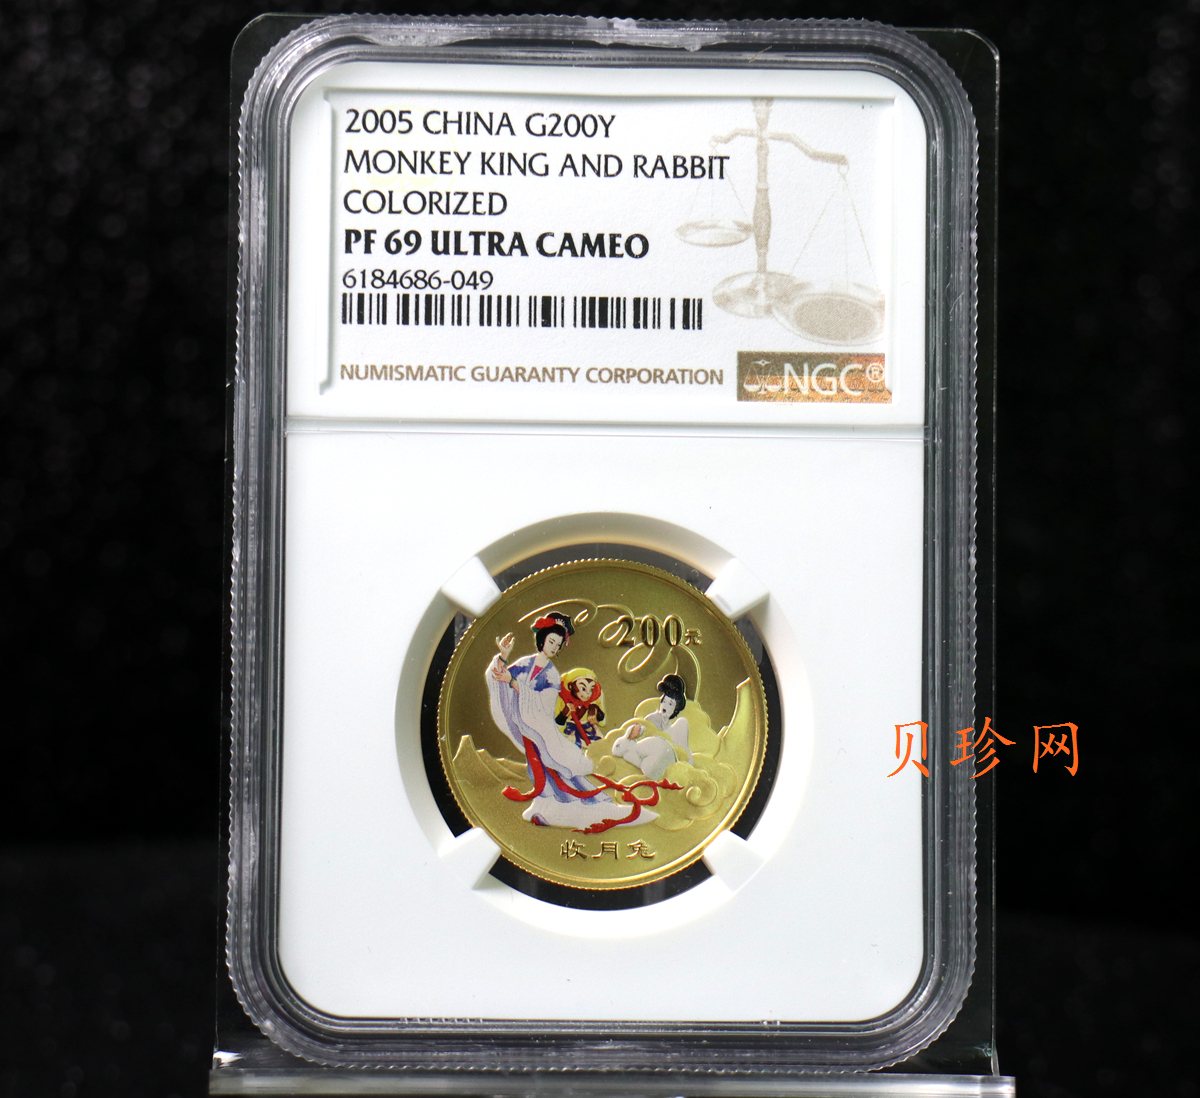 2005 CHINA G200Y
MONKEY KING AND RABBIT
COLORIZED
PF 69 ULTRA CAMEO
6184686-049
NUMISMATIC GUARANTY CORPORATION
NGC®
200元
贝珍网
收月兔